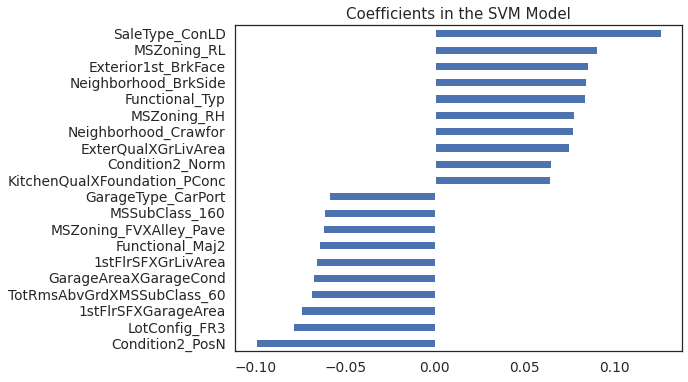 Coefficients in the SVM Model
SaleType_ConLD
MSZoning_RL
Exterior1st_BrkFace
Neighborhood_BrkSide
Functional_Typ
MSZoning_RH
Neighborhood_Crawfor
ExterQualXGrLivArea
Condition2_Norm
KitchenQualXFoundation_PConc
GarageType_CarPort
MSSubClass_160
MSZoning_FVXAlley_Pave
Functional_Maj2
1stFlrSFXGrLivArea
GarageAreaXGarageCond
TotRmsAbvGrdXMSSubClass_60
1stFlrSFXGarageArea
LotConfig_FR3
Condition2_PosN
−0.10 −0.05 0.00 0.05 0.10